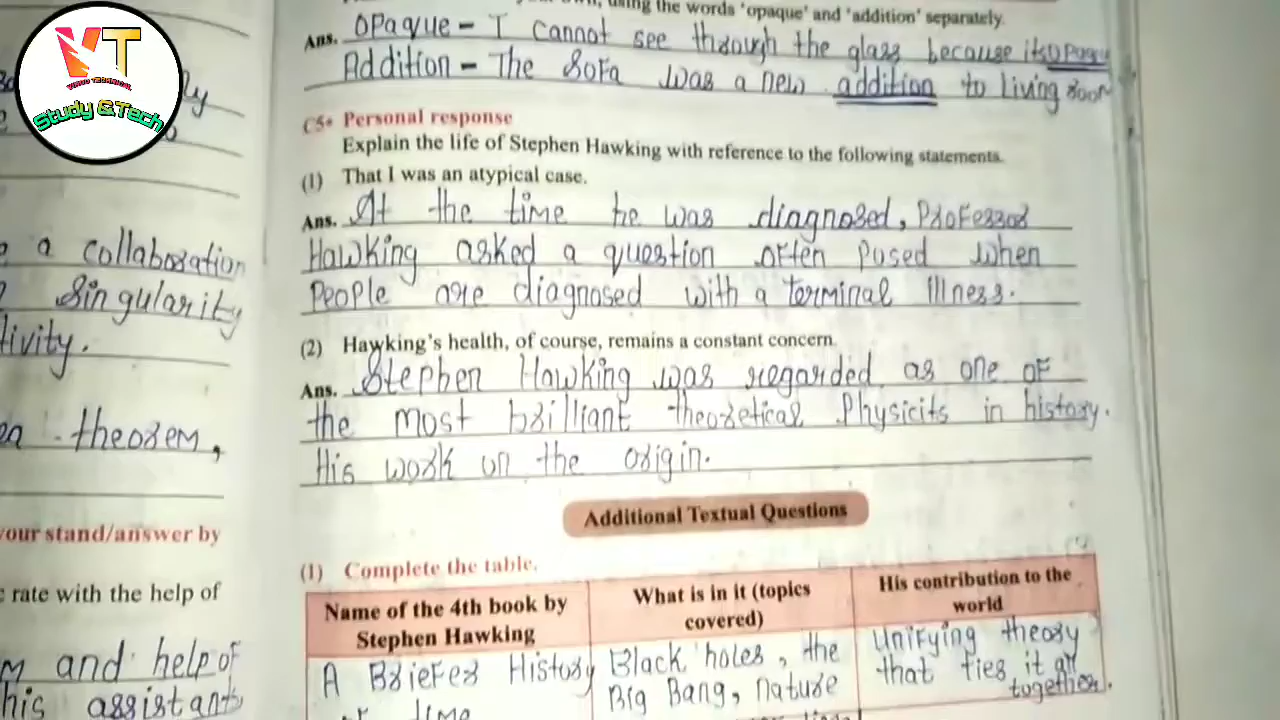 VT
Study & Tech
a collaboration
Singularity
tivity.
theorem,
your stand/answer by
rate with the help of
and help of
his assistant
using the words 'opaque' and 'addition' separately.
Ans. Opaque - I cannot see through the glass because its opaque
Addition - The Sofa was a new addition to living room
C5• Personal response
Explain the life of Stephen Hawking with reference to the following statements.
(1) That I was an atypical case.
Ans. At the time he was diagnosed, Professor
Hawking asked a question often posed when
People are diagnosed with a terminal illness.
(2) Hawking's health, of course, remains a constant concern.
Ans. Stephen Hawking was regarded as one of
the most brilliant theoretical Physicits in history.
His work on the origin.
Additional Textual Questions
(1) Complete the table.
Name of the 4th book by Stephen Hawking
What is in it (topics covered)
His contribution to the world
A Briefer History
time
Black holes, the
Big Bang, nature
Unifying theory
that ties it all
together.